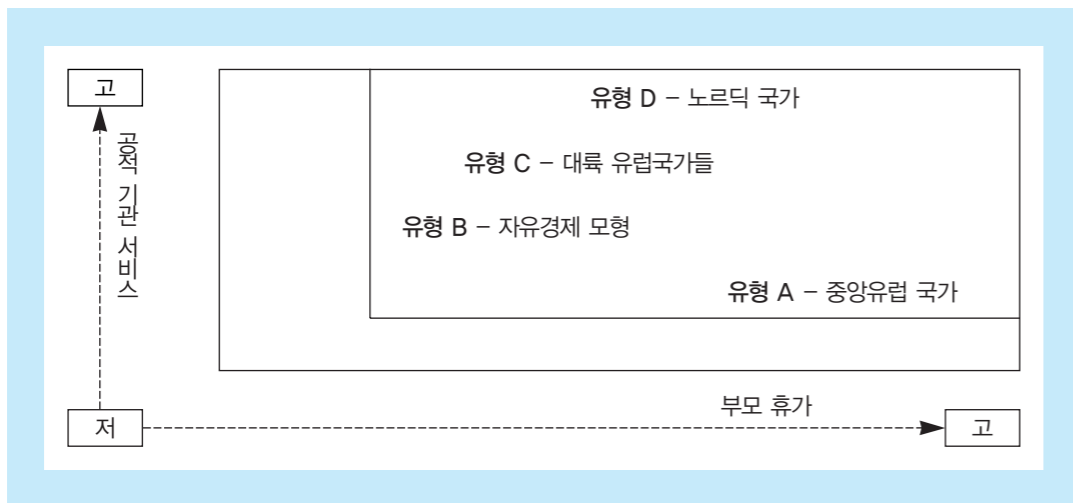 고
공적 기관 서비스
유형 D – 노르딕 국가
유형 C – 대륙 유럽국가들
유형 B – 자유경제 모형
유형 A – 중앙유럽 국가
부모 휴가
저
고